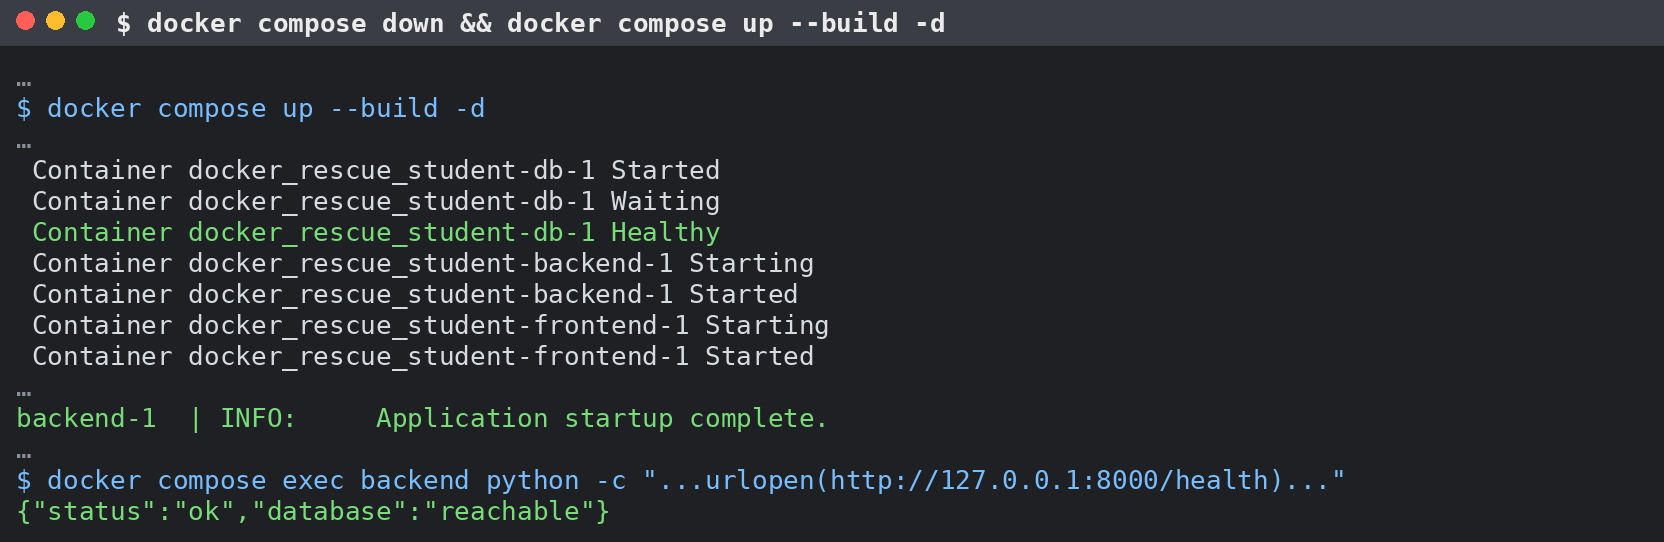 $ docker compose down && docker compose up --build -d
…
$ docker compose up --build -d
…
Container docker_rescue_student-db-1 Started
Container docker_rescue_student-db-1 Waiting
Container docker_rescue_student-db-1 Healthy
Container docker_rescue_student-backend-1 Starting
Container docker_rescue_student-backend-1 Started
Container docker_rescue_student-frontend-1 Starting
Container docker_rescue_student-frontend-1 Started
…
backend-1  | INFO:     Application startup complete.
…
$ docker compose exec backend python -c "...urlopen(http://127.0.0.1:8000/health)..."
{"status":"ok","database":"reachable"}